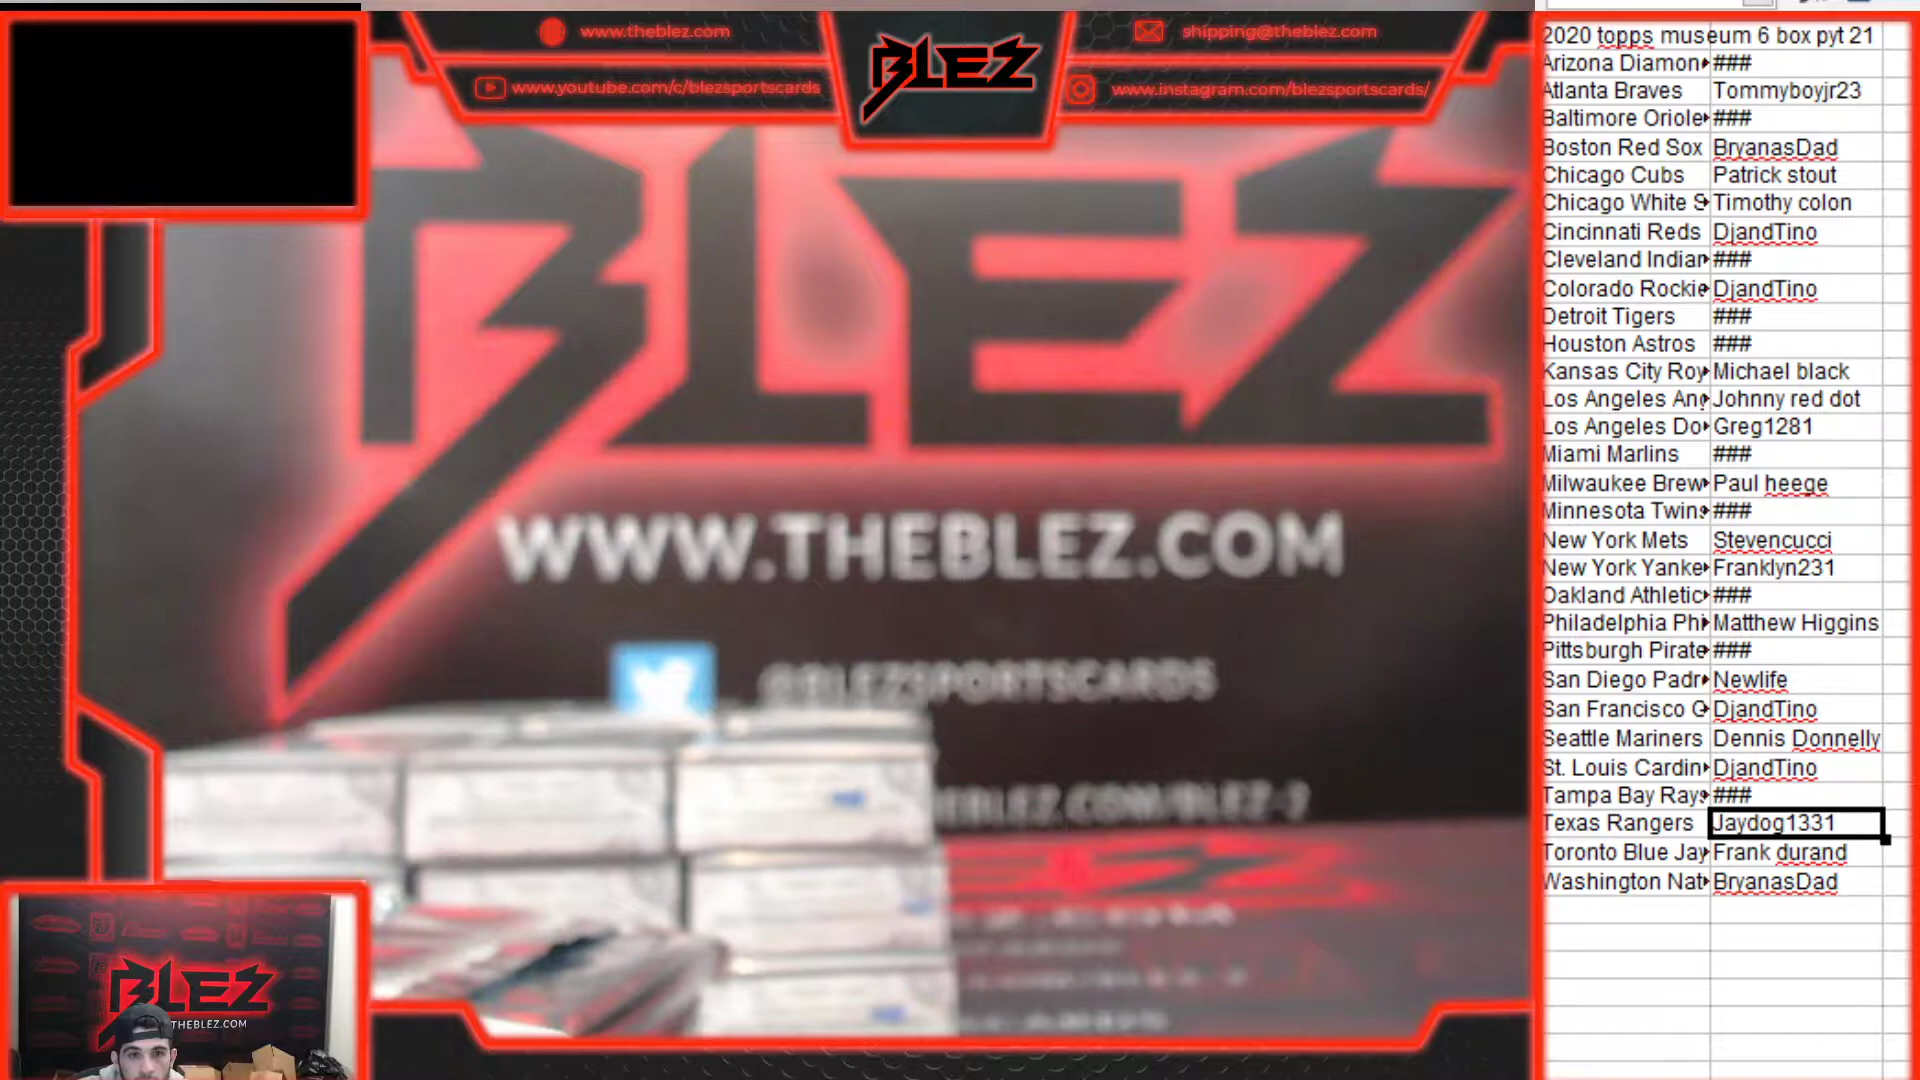 www.theblez.com
BLEZ
shipping@theblez.com
www.youtube.com/c/blezsportscards
www.instagram.com/blezsportscards/
BLEZ
WWW.THEBLEZ.COM
@BLEZSPORTSCARDS
THEBLEZ.COM/BLEZ-2
BLEZ
THEBLEZ.COM
2020 topps museum 6 box pyt 21
Arizona Diamon ###
Atlanta Braves Tommyboyjr23
Baltimore Oriole ###
Boston Red Sox BryanasDad
Chicago Cubs Patrick stout
Chicago White S Timothy colon
Cincinnati Reds DjandTino
Cleveland Indian ###
Colorado Rockie DjandTino
Detroit Tigers ###
Houston Astros ###
Kansas City Roy Michael black
Los Angeles Ang Johnny red dot
Los Angeles Do Greg1281
Miami Marlins ###
Milwaukee Brew Paul heege
Minnesota Twins ###
New York Mets Stevencucci
New York Yanke Franklyn231
Oakland Athletic ###
Philadelphia Phi Matthew Higgins
Pittsburgh Pirate ###
San Diego Padr Newlife
San Francisco G DjandTino
Seattle Mariners Dennis Donnelly
St. Louis Cardin DjandTino
Tampa Bay Rays ###
Texas Rangers Jaydog1331
Toronto Blue Jay Frank durand
Washington Nat BryanasDad